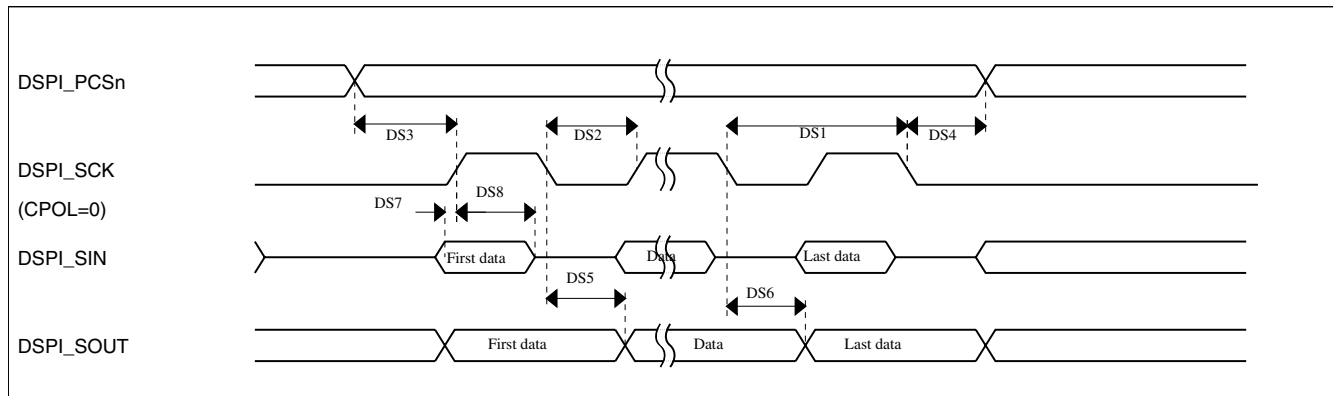 DSPI_PCSn
DS3
DS2
DS1
DS4
DSPI_SCK
(CPOL=0)
DS7
DS8
DSPI_SIN
First data
Data
Last data
DS5
DS6
DSPI_SOUT
First data
Data
Last data